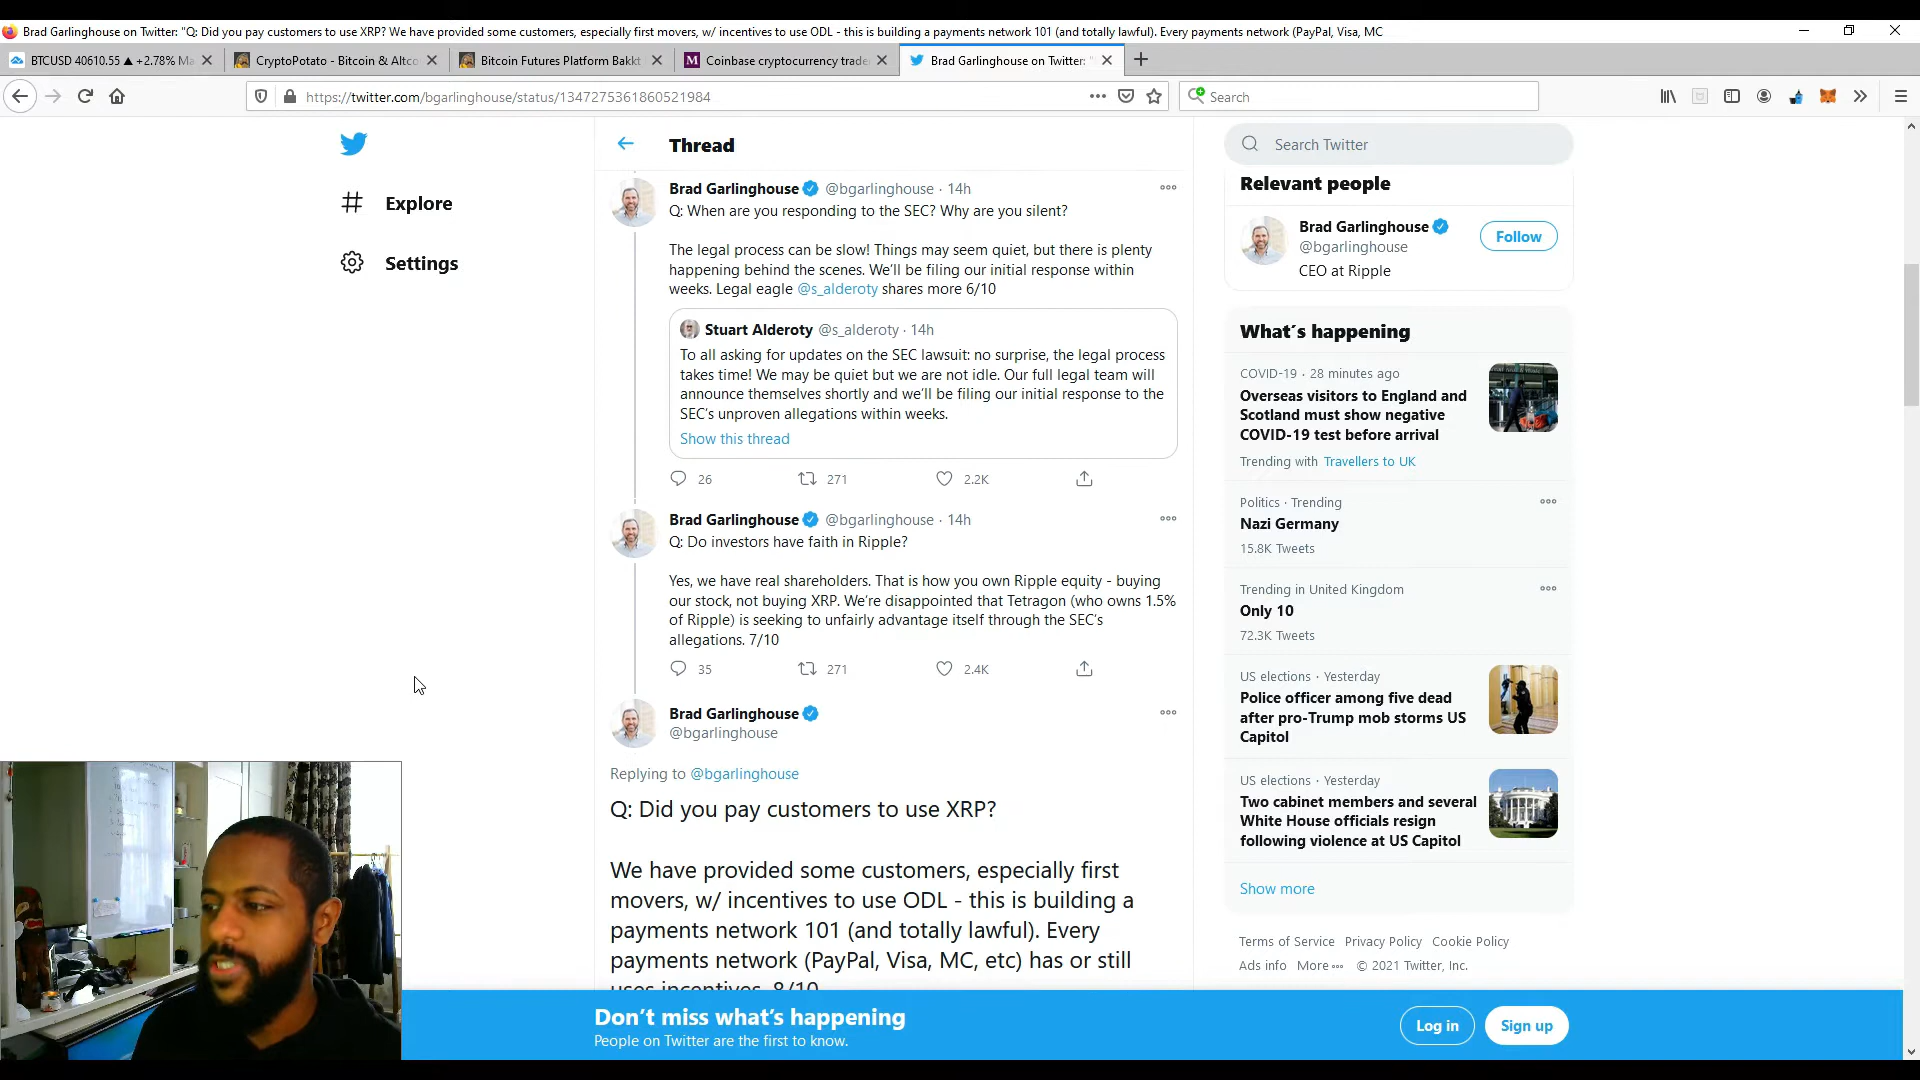 Brad Garlinghouse on Twitter: "Q: Did you pay customers to use XRP? We have provided some customers, especially first movers, w/ incentives to use ODL - this is building a payments network 101 (and totally lawful). Every payments network (PayPal, Visa, MC
BTCUSD 40610.55 ▲ +2.78% Ma
CryptoPotato - Bitcoin & Altco
Bitcoin Futures Platform Bakkt
Coinbase cryptocurrency trade
Brad Garlinghouse on Twitter: "
https://twitter.com/bgarlinghouse/status/1347275361860521984
Search
Explore
Settings
Thread
Brad Garlinghouse @bgarlinghouse · 14h
Q: When are you responding to the SEC? Why are you silent?
The legal process can be slow! Things may seem quiet, but there is plenty
happening behind the scenes. We'll be filing our initial response within
weeks. Legal eagle @s_alderoty shares more 6/10
Stuart Alderoty @s_alderoty · 14h
To all asking for updates on the SEC lawsuit: no surprise, the legal process
takes time! We may be quiet but we are not idle. Our full legal team will
announce themselves shortly and we'll be filing our initial response to the
SEC's unproven allegations within weeks.
Show this thread
26 271 2.2K
Brad Garlinghouse @bgarlinghouse · 14h
Q: Do investors have faith in Ripple?
Yes, we have real shareholders. That is how you own Ripple equity - buying
our stock, not buying XRP. We're disappointed that Tetragon (who owns 1.5%
of Ripple) is seeking to unfairly advantage itself through the SEC's
allegations. 7/10
35 271 2.4K
Brad Garlinghouse
@bgarlinghouse
Replying to @bgarlinghouse
Q: Did you pay customers to use XRP?
We have provided some customers, especially first
movers, w/ incentives to use ODL - this is building a
payments network 101 (and totally lawful). Every
payments network (PayPal, Visa, MC, etc) has or still
uses incentives. 8/10
Search Twitter
Relevant people
Brad Garlinghouse
@bgarlinghouse
Follow
CEO at Ripple
What's happening
COVID-19 · 28 minutes ago
Overseas visitors to England and
Scotland must show negative
COVID-19 test before arrival
Trending with Travellers to UK
Politics · Trending
Nazi Germany
15.8K Tweets
Trending in United Kingdom
Only 10
72.3K Tweets
US elections · Yesterday
Police officer among five dead
after pro-Trump mob storms US
Capitol
US elections · Yesterday
Two cabinet members and several
White House officials resign
following violence at US Capitol
Show more
Terms of Service Privacy Policy Cookie Policy
Ads info More © 2021 Twitter, Inc.
Don't miss what's happening
People on Twitter are the first to know.
Log in
Sign up